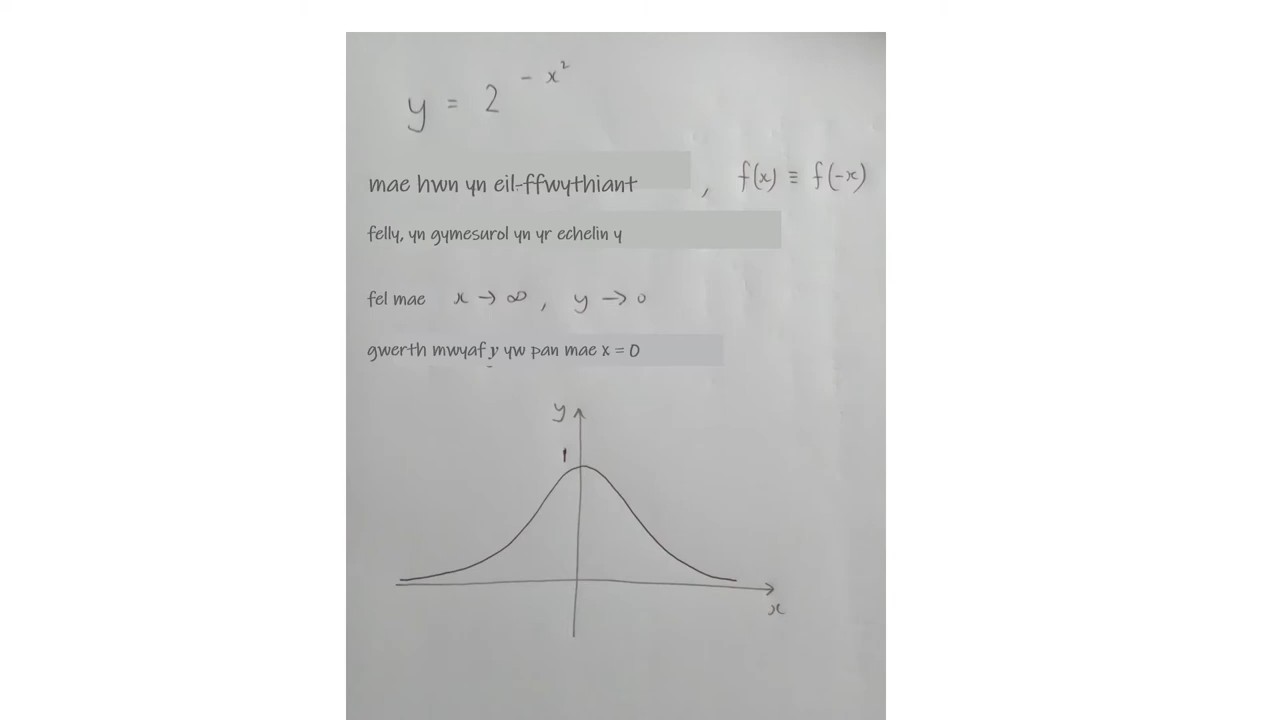 y = 2^{-x^2}
mae hwn yn eil-ffwythiant , f(x) ≡ f(-x)
felly, yn gymesurol yn yr echelin y
fel mae x → ∞ , y → 0
gwerth mwyaf y yw pan mae x = 0
y
1
x